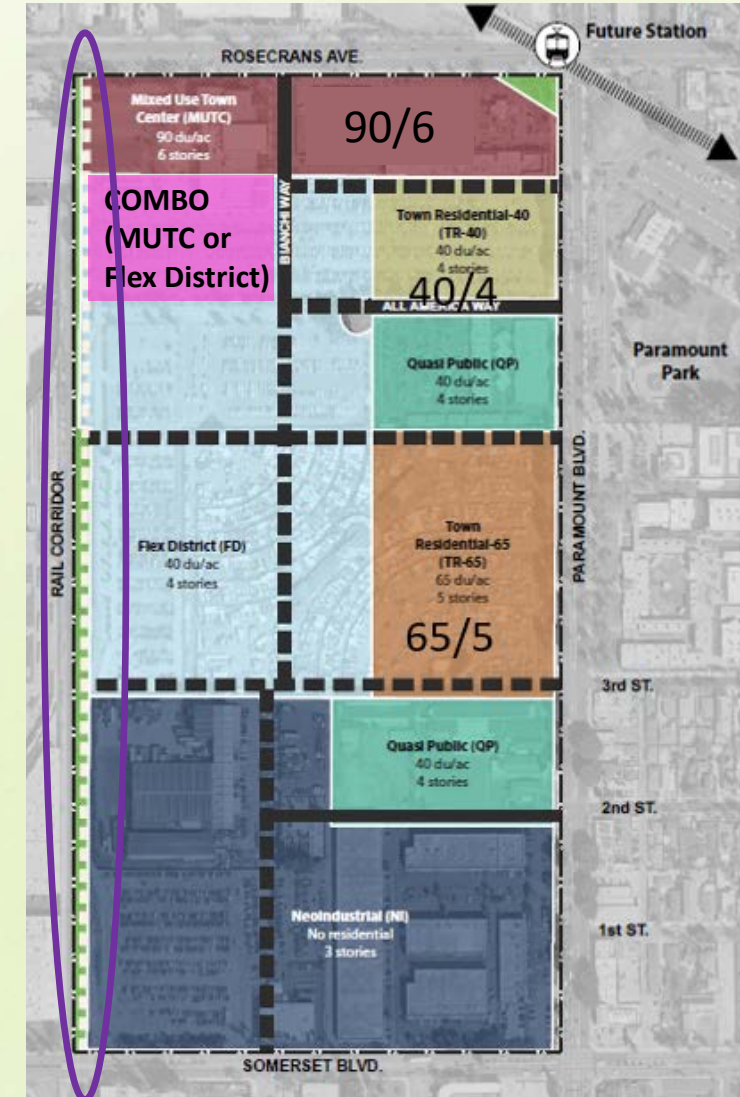 Future Station
ROSECRANS AVE.
Mixed Use Town
Center (MUTC)
90 du/ac
6 stories
90/6
COMBO
(MUTC or
Flex District)
BIANCHI WAY
Town Residential-40
(TR-40)
40 du/ac
4 stories
40/4
ALL AMERICA WAY
Quasi Public (QP)
40 du/ac
4 stories
Paramount
Park
RAIL CORRIDOR
PARAMOUNT BLVD.
Flex District (FD)
40 du/ac
4 stories
Town
Residential-65
(TR-65)
65 du/ac
5 stories
65/5
3rd ST.
Quasi Public (QP)
40 du/ac
4 stories
2nd ST.
Neoindustrial (NI)
No residential
3 stories
1st ST.
SOMERSET BLVD.